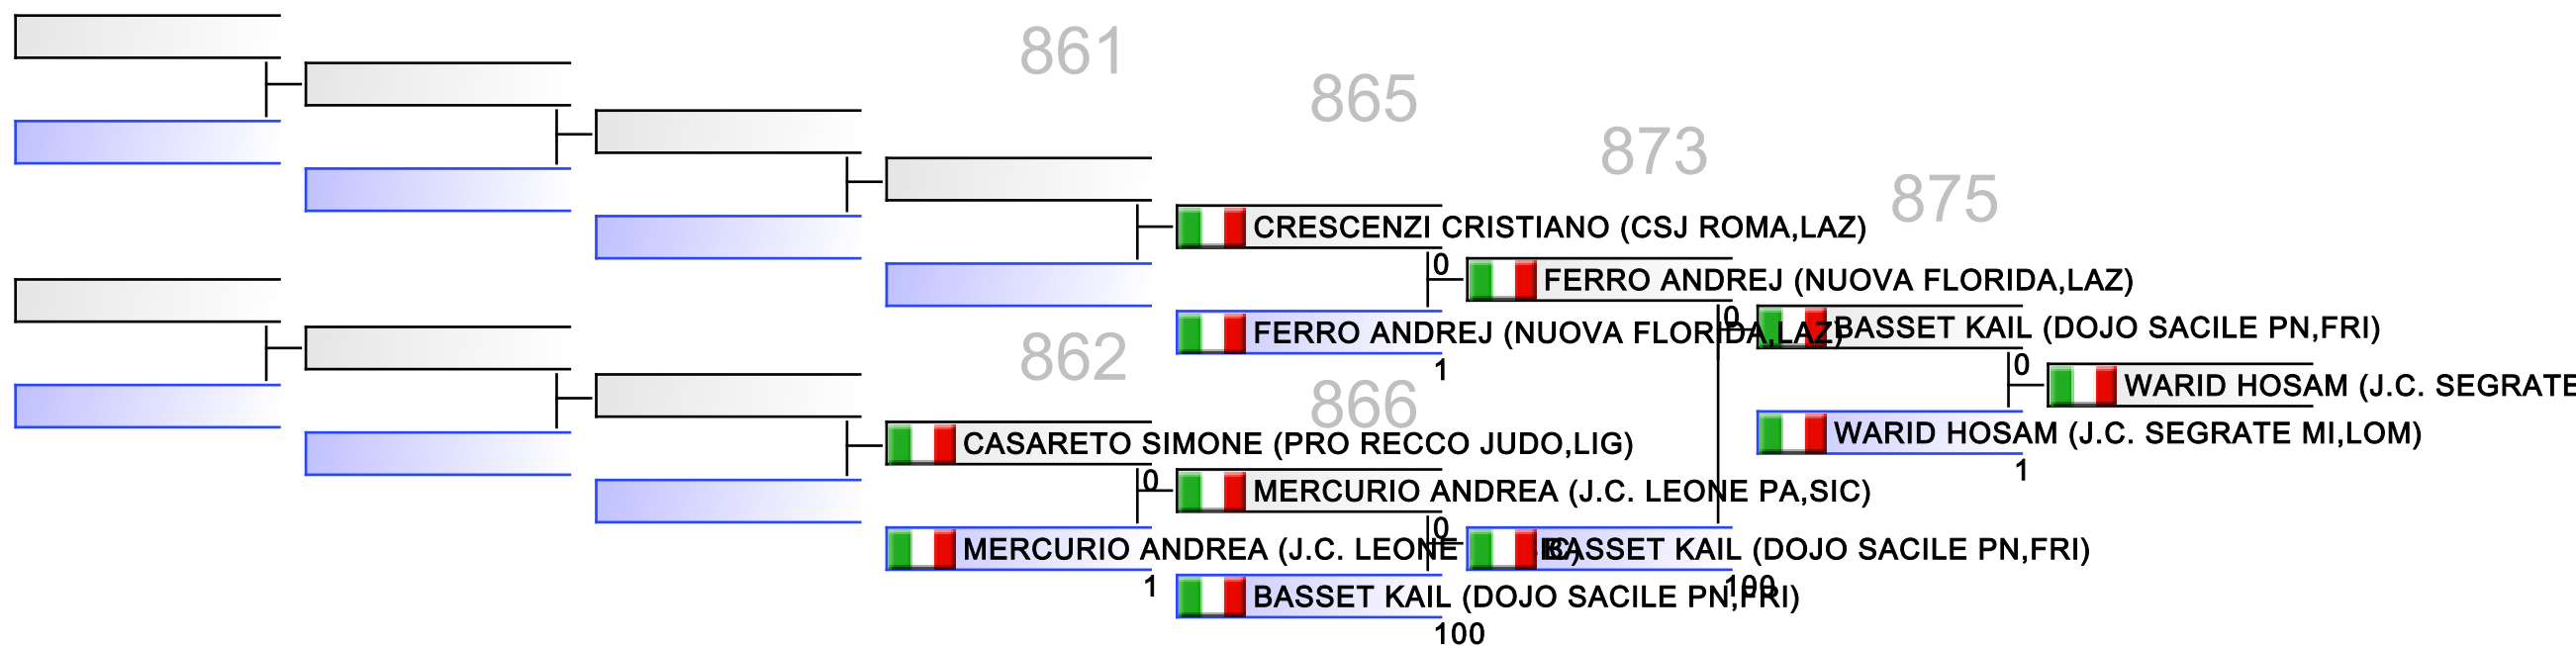 861
865
873
875
CRESCENZI CRISTIANO (CSJ ROMA,LAZ)
0
FERRO ANDREJ (NUOVA FLORIDA,LAZ)
0
BASSET KAIL (DOJO SACILE PN,FRI)
FERRO ANDREJ (NUOVA FLORIDA,LAZ)
862
1
0
WARID HOSAM (J.C. SEGRATE
866
WARID HOSAM (J.C. SEGRATE MI,LOM)
CASARETO SIMONE (PRO RECCO JUDO,LIG)
1
0
MERCURIO ANDREA (J.C. LEONE PA,SIC)
0
MERCURIO ANDREA (J.C. LEONE
BASSET KAIL (DOJO SACILE PN,FRI)
1
100
BASSET KAIL (DOJO SACILE PN,FRI)
100